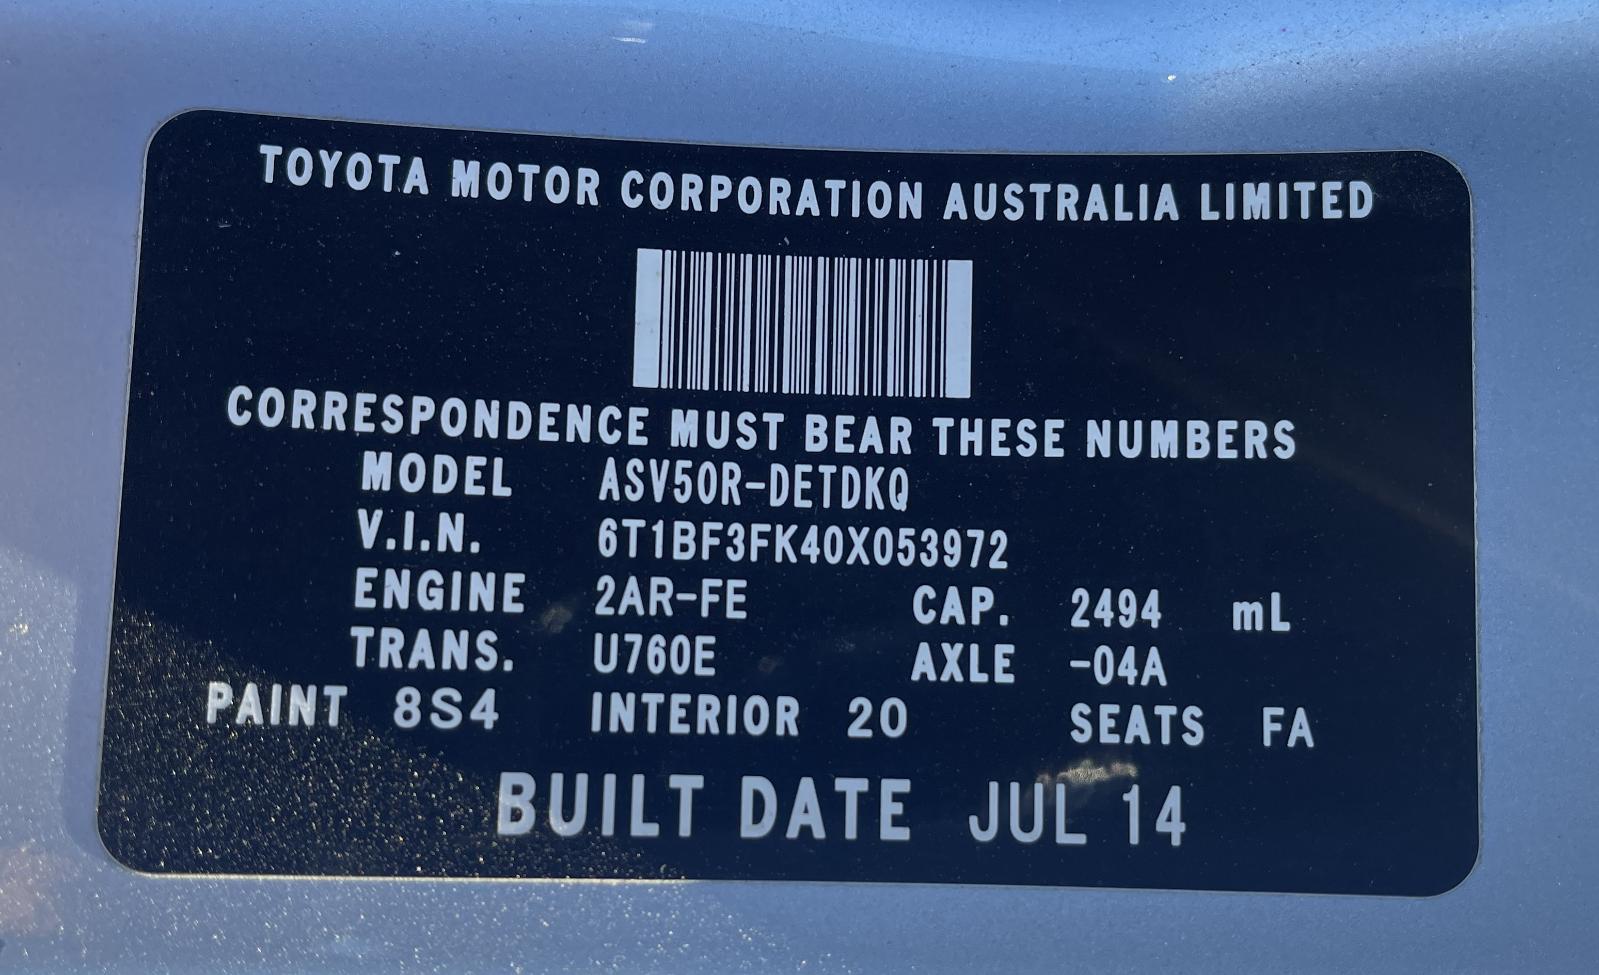 TOYOTA MOTOR CORPORATION AUSTRALIA LIMITED
CORRESPONDENCE MUST BEAR THESE NUMBERS
MODEL ASV50R-DETDKQ
V.I.N. 6T1BF3FK40X053972
ENGINE 2AR-FE CAP. 2494 mL
TRANS. U760E AXLE -04A
PAINT 8S4 INTERIOR 20 SEATS FA
BUILT DATE JUL 14